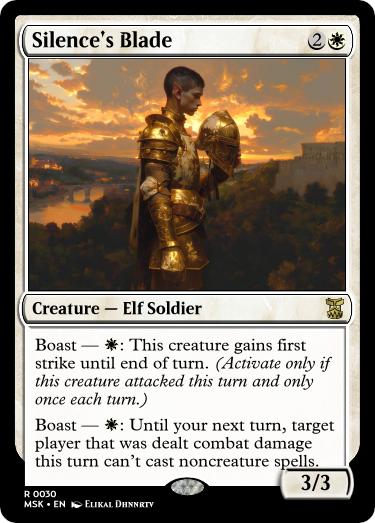 Silence's Blade
2
Creature — Elf Soldier
Boast — : This creature gains first
strike until end of turn. (Activate only if
this creature attacked this turn and only
once each turn.)
Boast — : Until your next turn, target
player that was dealt combat damage
this turn can't cast noncreature spells.
3/3
R 0030
MSK • EN Elikal Dhnnrtv